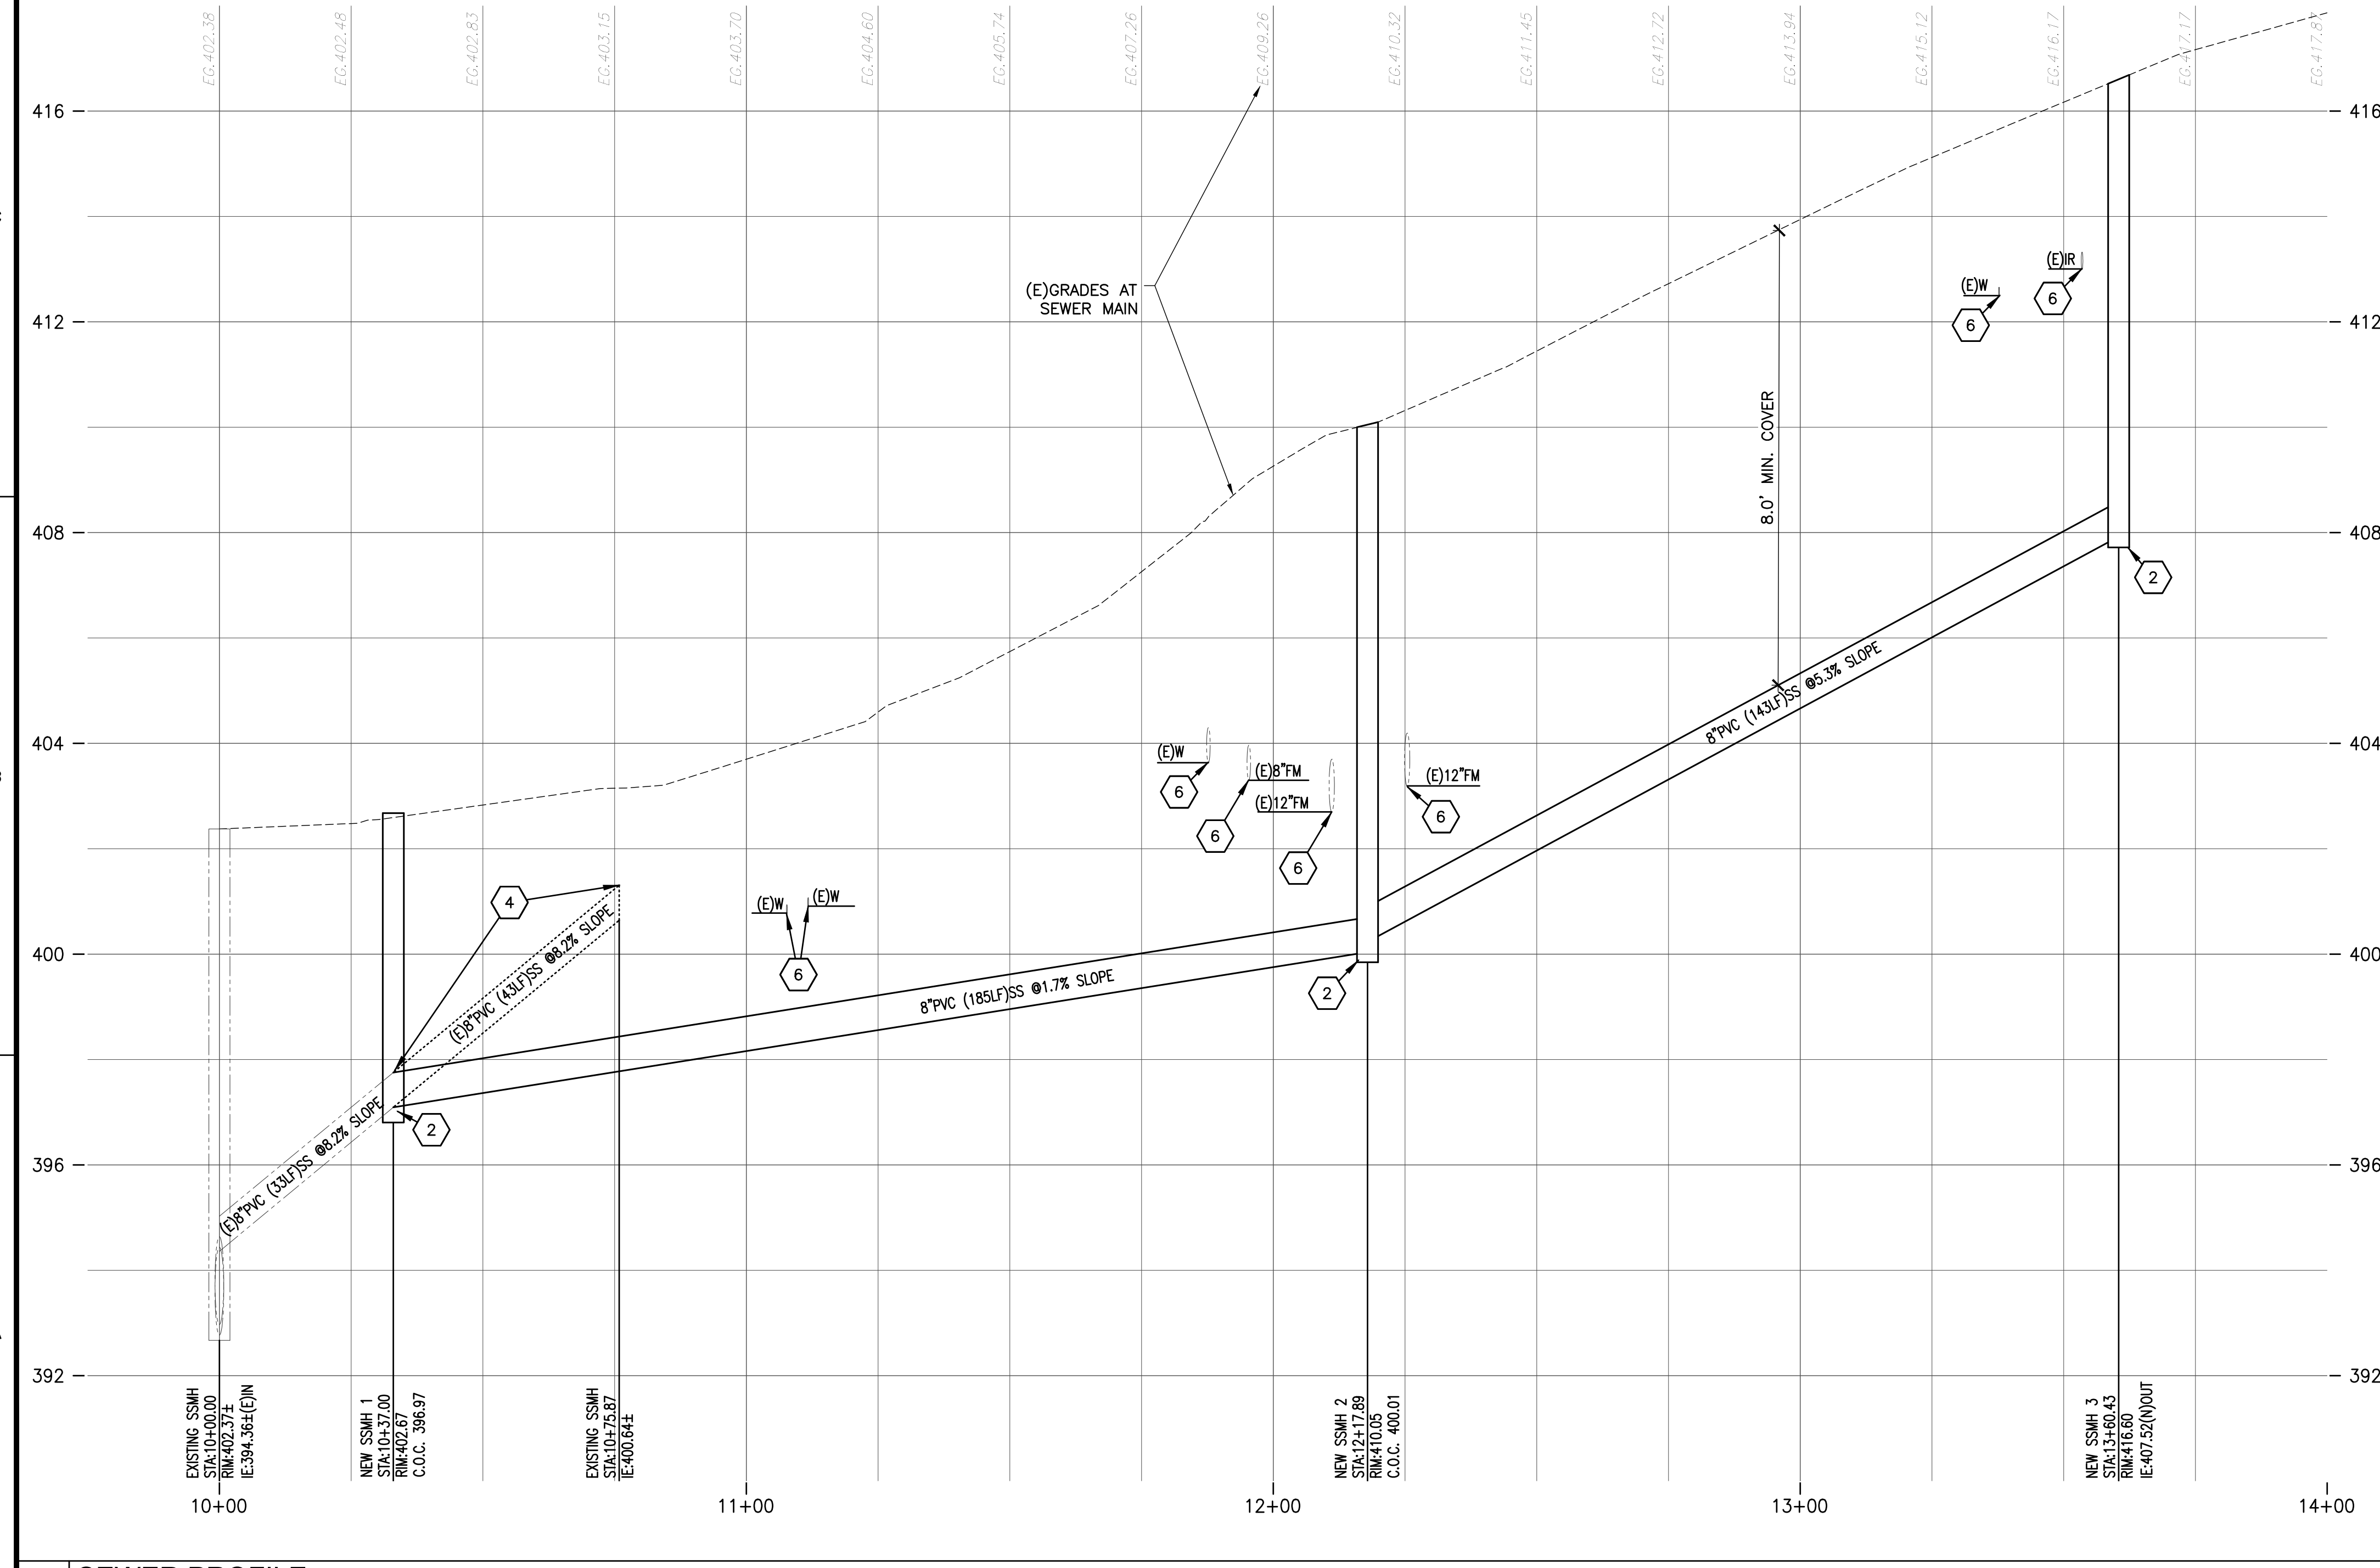 EG.402.38
EG.402.48
EG.402.83
EG.403.15
EG.403.70
EG.404.60
EG.405.74
EG.407.26
EG.409.26
EG.410.32
EG.411.45
EG.412.72
EG.413.94
EG.415.12
EG.416.17
EG.417.17
EG.417.87
416
416
(E)IR
6
(E)W
6
(E)GRADES AT
SEWER MAIN
412
412
8.0' MIN. COVER
408
408
2
8"PVC (143LF)SS @5.3% SLOPE
404
404
(E)W
6
(E)8"FM
6
(E)12"FM
6
(E)12"FM
6
4
(E)W
(E)W
6
(E)8"PVC (43LF)SS @8.2% SLOPE
400
400
8"PVC (185LF)SS @1.7% SLOPE
2
2
(E)8"PVC (33LF)SS @8.2% SLOPE
396
396
392
392
EXISTING SSMH
STA:10+00.00
RIM:402.37±
IE:394.36±(E)IN
NEW SSMH 1
STA:10+37.00
RIM:402.67
C.O.C. 396.97
EXISTING SSMH
STA:10+75.87
IE:400.64±
NEW SSMH 2
STA:12+17.89
RIM:410.05
C.O.C. 400.01
NEW SSMH 3
STA:13+60.43
RIM:416.60
IE:407.52(N)OUT
10+00
11+00
12+00
13+00
14+00
SEWER PROFILE